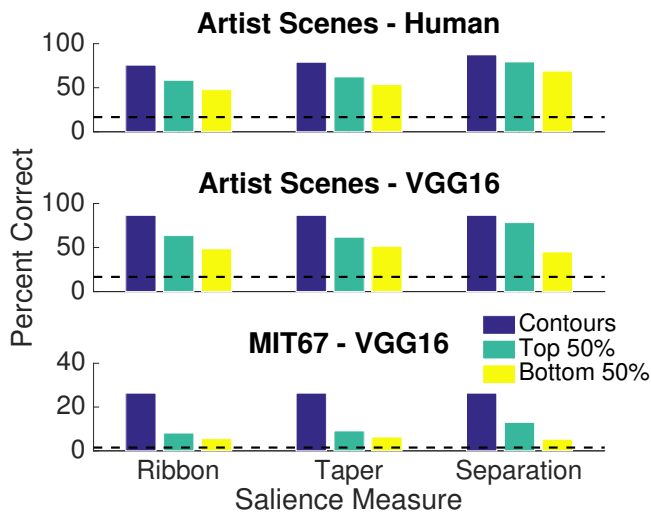 Artist Scenes - Human
100
50
0
Artist Scenes - VGG16
100
50
0
Percent Correct
Contours
Top 50%
Bottom 50%
MIT67 - VGG16
40
20
0
Ribbon Taper Separation
Salience Measure